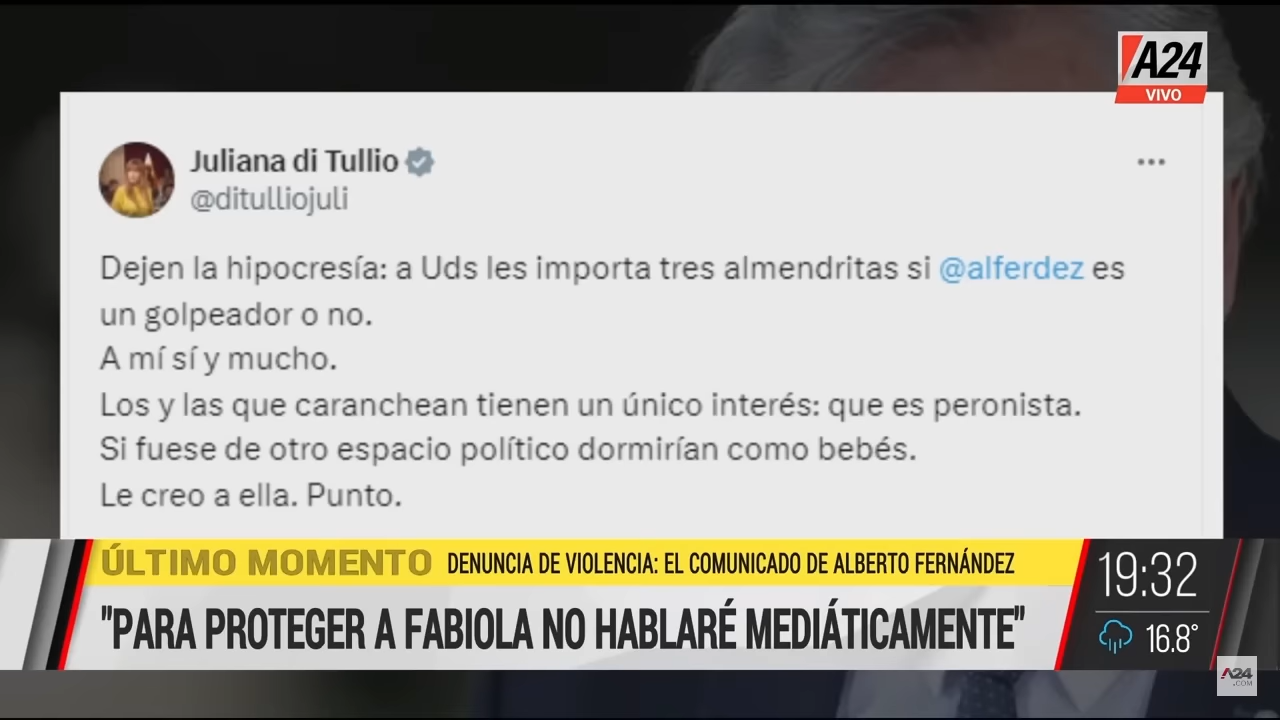 A24
VIVO
Juliana di Tullio
@ditulliojuli
Dejen la hipocresía: a Uds les importa tres almendritas si @alferdez es
un golpeador o no.
A mí sí y mucho.
Los y las que caranchean tienen un único interés: que es peronista.
Si fuese de otro espacio político dormirían como bebés.
Le creo a ella. Punto.
ÚLTIMO MOMENTO DENUNCIA DE VIOLENCIA: EL COMUNICADO DE ALBERTO FERNÁNDEZ
19:32
"PARA PROTEGER A FABIOLA NO HABLARÉ MEDIÁTICAMENTE"
16.8°
A24
.COM